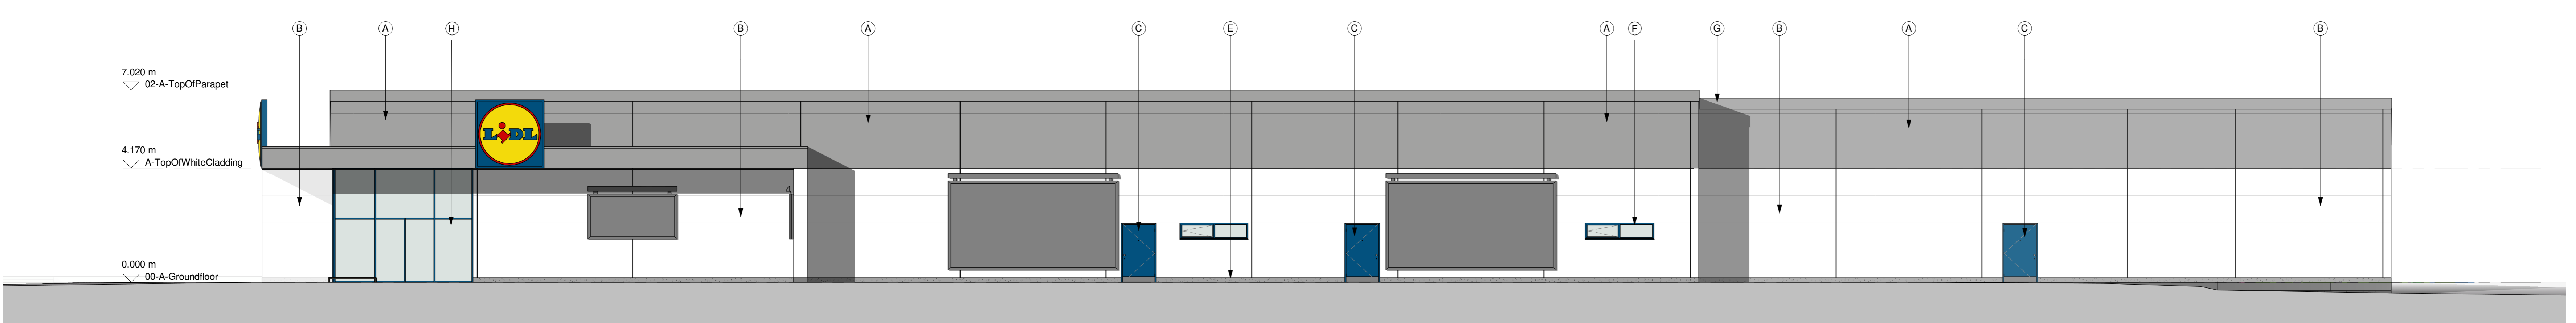 B A H B A C E C A F G B A C B
7.020 m
02-A-TopOfParapet
LiDL
4.170 m
A-TopOfWhiteCladding
0.000 m
00-A-Groundfloor